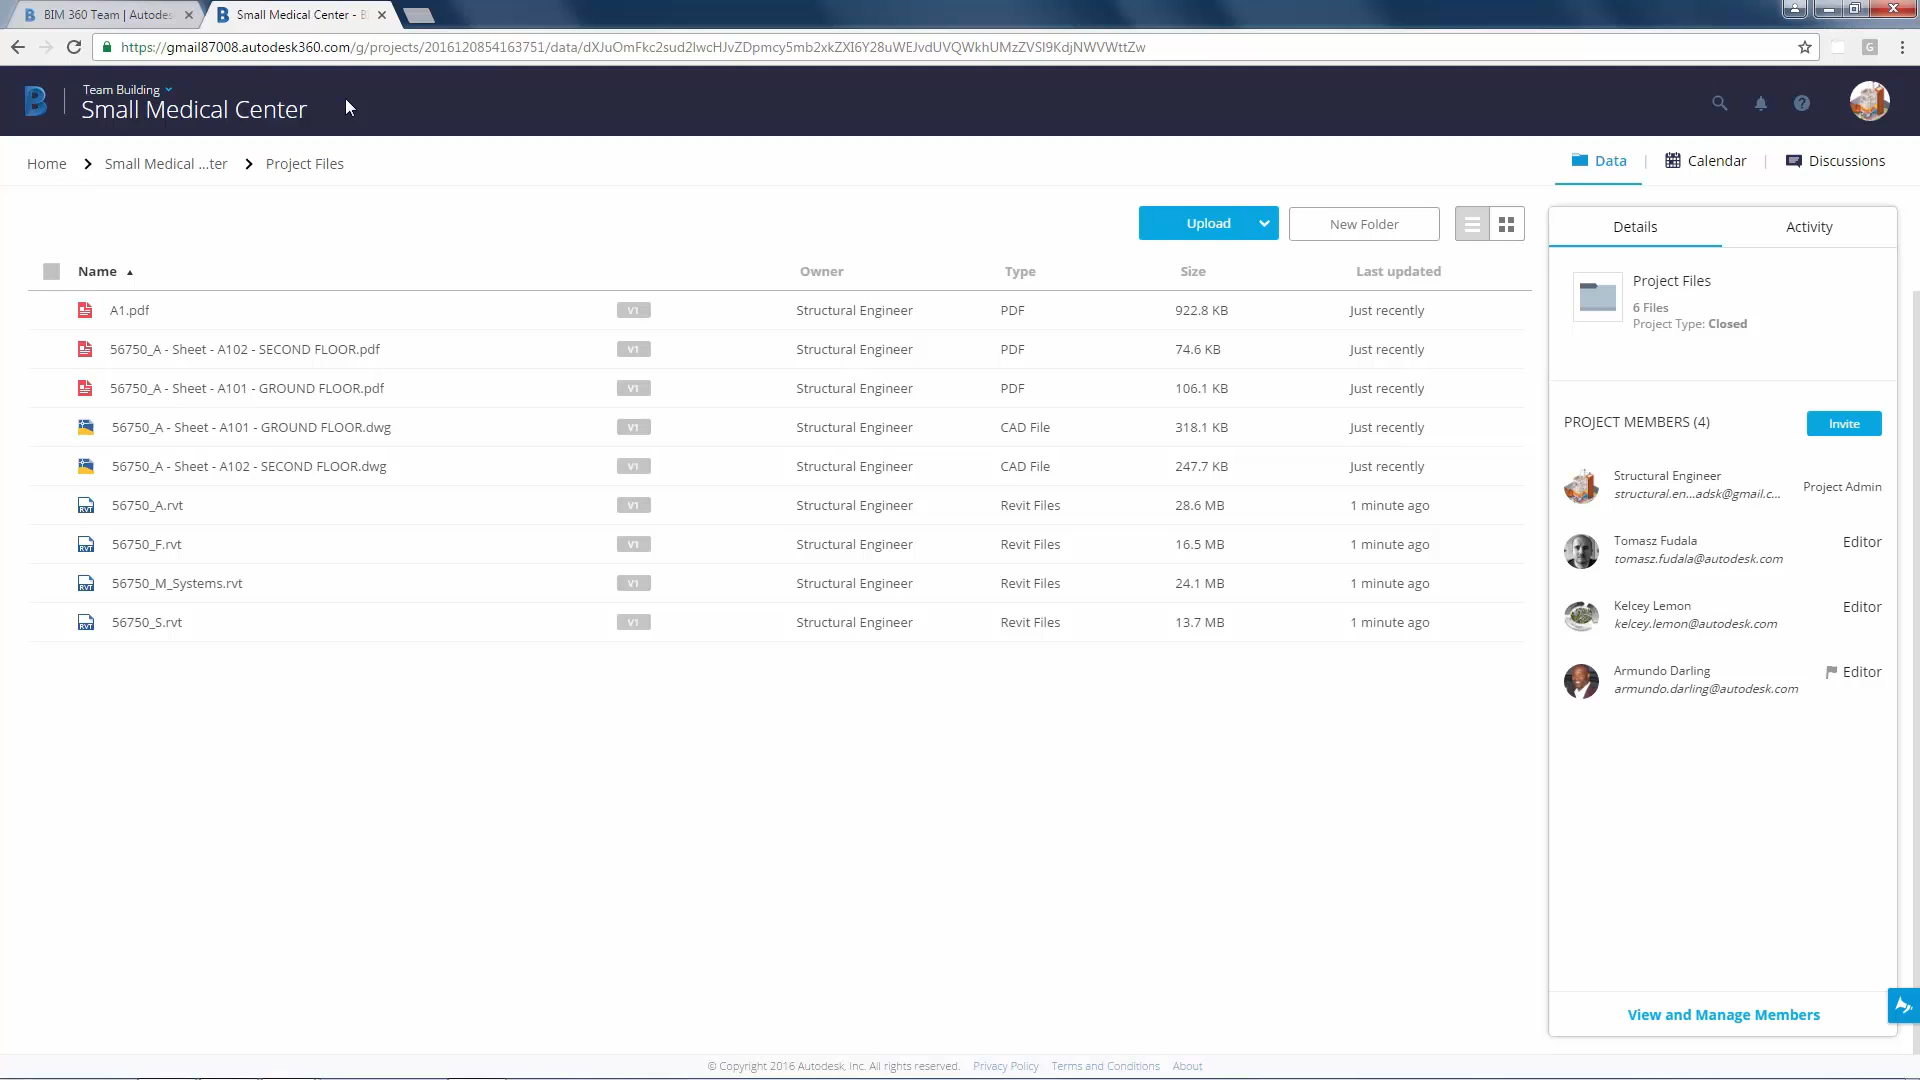 BIM 360 Team | Autodes
Small Medical Center - B
https://gmail87008.autodesk360.com/g/projects/2016120854163751/data/dXJuOmFkc2sud2lwcHJvZDpmcy5mb2xkZXI6Y28uWEJvdUVQWkhUMzZVSl9KdjNWVWttZw
G
B
Team Building
Small Medical Center
Home
Small Medical ...ter
Project Files
Data
Calendar
Discussions
Upload
New Folder
Name Owner Type Size Last updated
A1.pdf V1 Structural Engineer PDF 922.8 KB Just recently
56750_A - Sheet - A102 - SECOND FLOOR.pdf V1 Structural Engineer PDF 74.6 KB Just recently
56750_A - Sheet - A101 - GROUND FLOOR.pdf V1 Structural Engineer PDF 106.1 KB Just recently
56750_A - Sheet - A101 - GROUND FLOOR.dwg V1 Structural Engineer CAD File 318.1 KB Just recently
56750_A - Sheet - A102 - SECOND FLOOR.dwg V1 Structural Engineer CAD File 247.7 KB Just recently
RVT 56750_A.rvt V1 Structural Engineer Revit Files 28.6 MB 1 minute ago
RVT 56750_F.rvt V1 Structural Engineer Revit Files 16.5 MB 1 minute ago
RVT 56750_M_Systems.rvt V1 Structural Engineer Revit Files 24.1 MB 1 minute ago
RVT 56750_S.rvt V1 Structural Engineer Revit Files 13.7 MB 1 minute ago
Details
Activity
Project Files
6 Files
Project Type: Closed
PROJECT MEMBERS (4)
Invite
Structural Engineer
structural.en...adsk@gmail.c...
Project Admin
Tomasz Fudala
tomasz.fudala@autodesk.com
Editor
Kelcey Lemon
kelcey.lemon@autodesk.com
Editor
Armundo Darling
armundo.darling@autodesk.com
Editor
View and Manage Members
© Copyright 2016 Autodesk, Inc. All rights reserved. Privacy Policy Terms and Conditions About